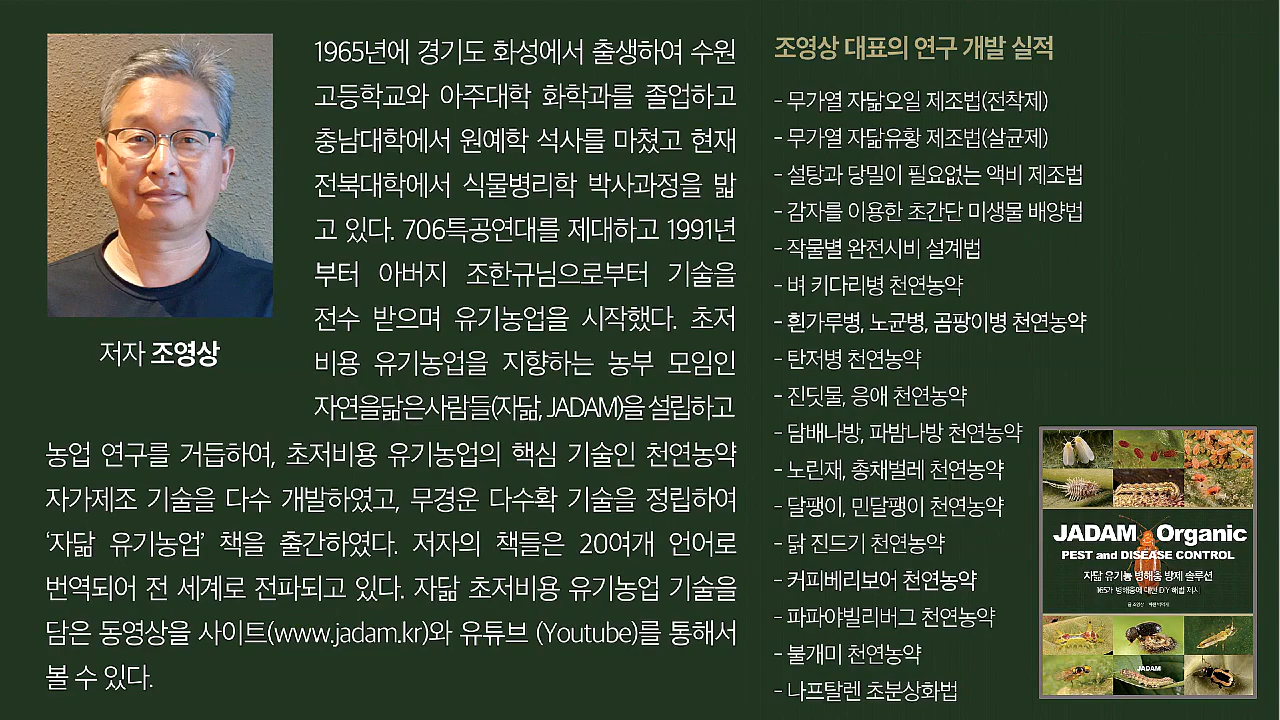 1965년에 경기도 화성에서 출생하여 수원
고등학교와 아주대학 화학과를 졸업하고
충남대학에서 원예학 석사를 마쳤고 현재
전북대학에서 식물병리학 박사과정을 밟
고 있다. 706특공연대를 제대하고 1991년
부터 아버지 조한규님으로부터 기술을
전수 받으며 유기농업을 시작했다. 초저
비용 유기농업을 지향하는 농부 모임인
자연을닮은사람들(자닮, JADAM)을 설립하고
농업 연구를 거듭하여, 초저비용 유기농업의 핵심 기술인 천연농약
자가제조 기술을 다수 개발하였고, 무경운 다수확 기술을 정립하여
‘자닮 유기농업’ 책을 출간하였다. 저자의 책들은 20여개 언어로
번역되어 전 세계로 전파되고 있다. 자닮 초저비용 유기농업 기술을
담은 동영상을 사이트(www.jadam.kr)와 유튜브 (Youtube)를 통해서
볼 수 있다.
저자 조영상
조영상 대표의 연구 개발 실적
- 무가열 자닮오일 제조법(전착제)
- 무가열 자닮유황 제조법(살균제)
- 설탕과 당밀이 필요없는 액비 제조법
- 감자를 이용한 초간단 미생물 배양법
- 작물별 완전시비 설계법
- 벼 키다리병 천연농약
- 흰가루병, 노균병, 곰팡이병 천연농약
- 탄저병 천연농약
- 진딧물, 응애 천연농약
- 담배나방, 파밤나방 천연농약
- 노린재, 총채벌레 천연농약
- 달팽이, 민달팽이 천연농약
- 닭 진드기 천연농약
- 커피베리보어 천연농약
- 파파야빌리버그 천연농약
- 불개미 천연농약
- 나프탈렌 초분상화법
JADAM Organic
PEST and DISEASE CONTROL
자닮 유기농 병해충 방제 솔루션
165가 병해충에 대한 DIY 해법 제시
JADAM